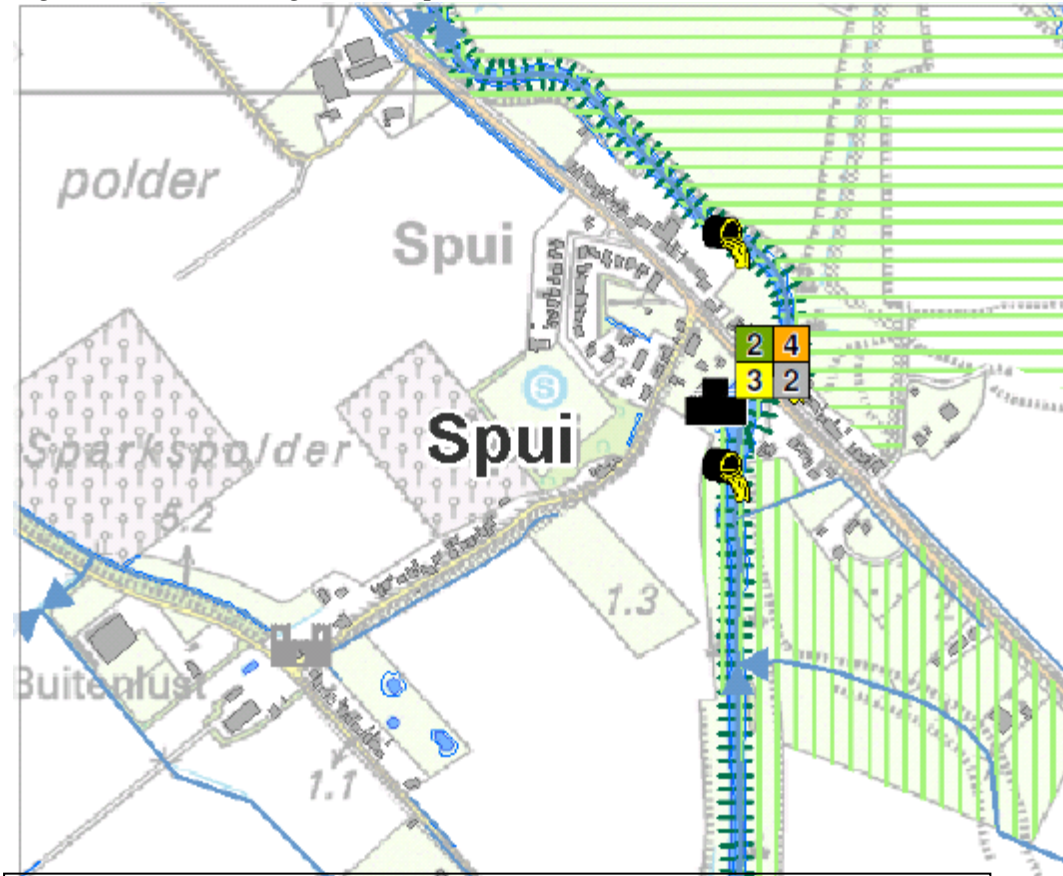 polder
Spui
2 4
3 2
S
Spui
Sparkspolder
5.2
1.3
Buitenlust
1.1